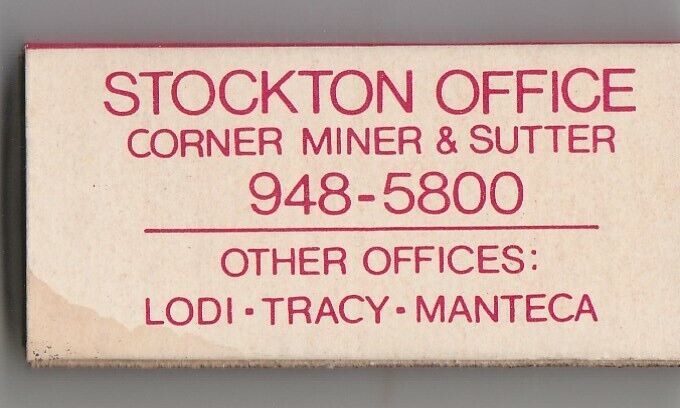 STOCKTON OFFICE
CORNER MINER & SUTTER
948-5800
OTHER OFFICES:
LODI • TRACY • MANTECA